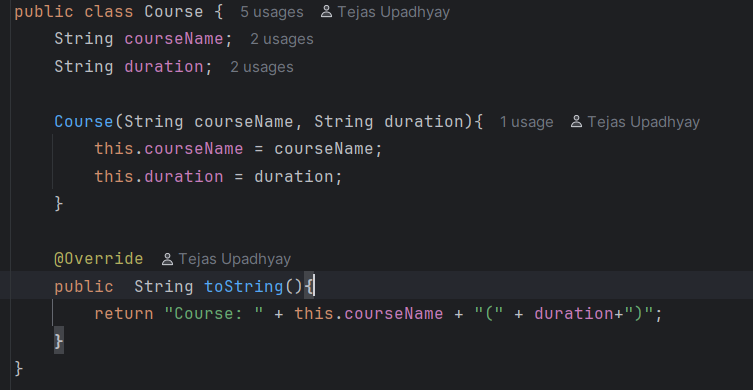 public class Course {  5 usages  Tejas Upadhyay
    String courseName;  2 usages
    String duration;  2 usages

    Course(String courseName, String duration){  1 usage  Tejas Upadhyay
        this.courseName = courseName;
        this.duration = duration;
    }

    @Override  Tejas Upadhyay
    public  String toString(){
        return "Course: " + this.courseName + "(" + duration+")";
    }
}